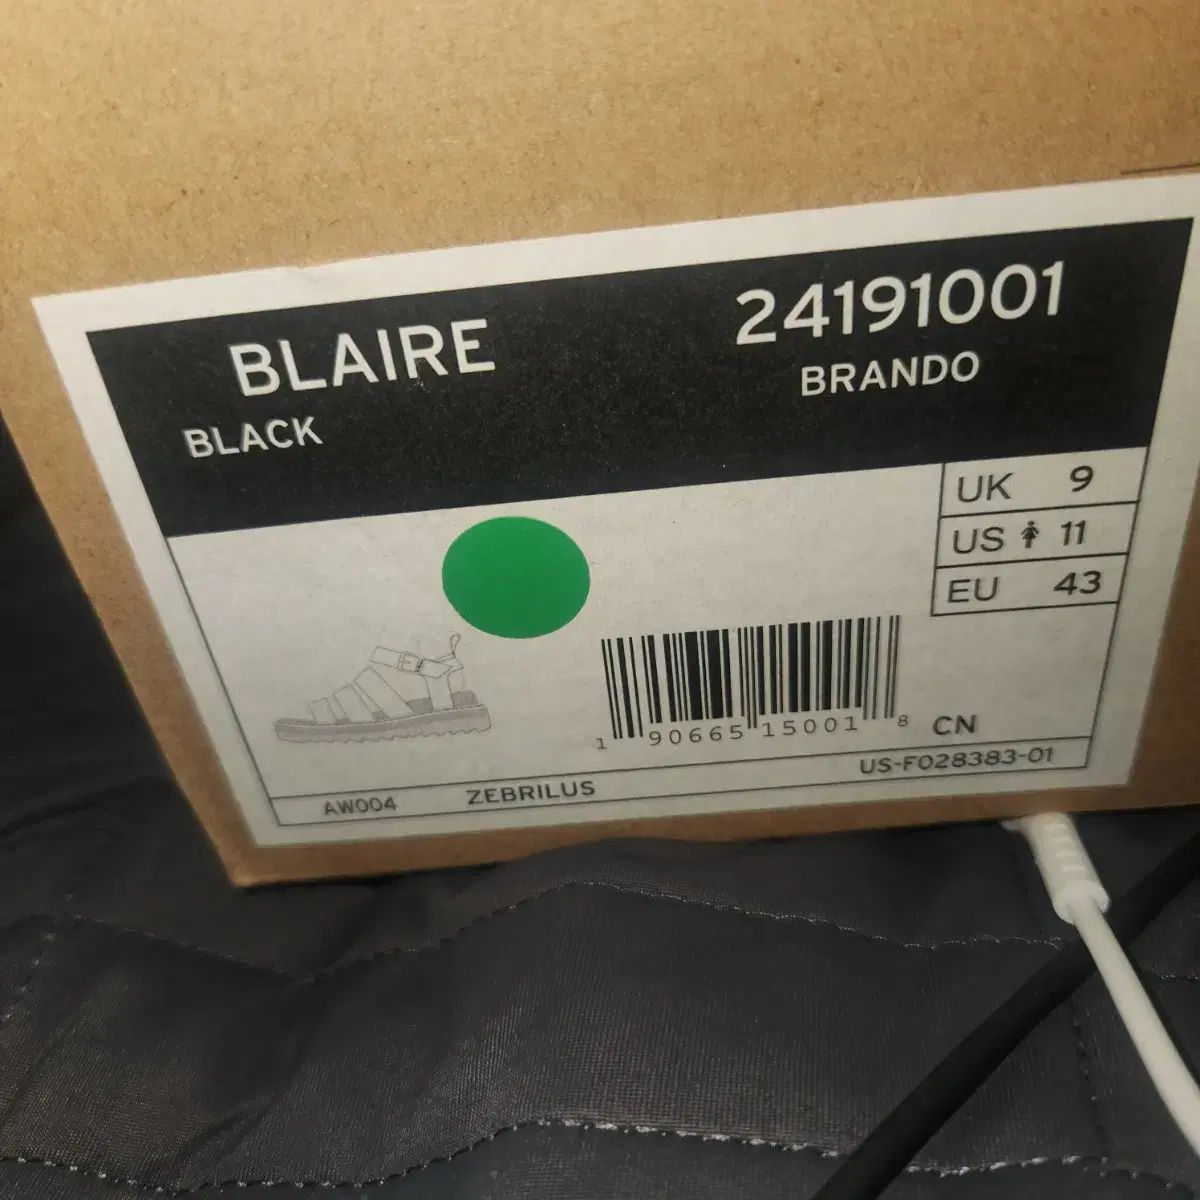 BLAIRE 24191001
BLACK BRANDO
UK 9
US 11
EU 43
1 90665 15001 8 CN
AW004 ZEBRILUS US-F028383-01